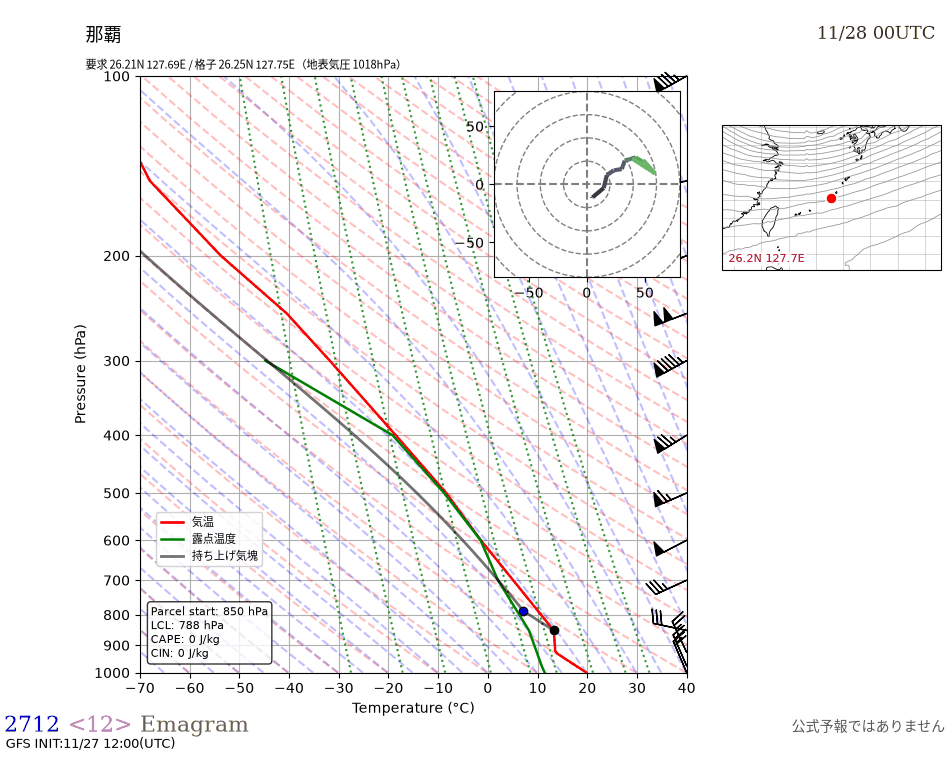 那覇
11/28 00UTC
要求 26.21N 127.69E / 格子 26.25N 127.75E（地表気圧 1018hPa）
100
200
300
400
500
600
700
800
900
1000
Pressure (hPa)
50
0
−50
−50 0 50
26.2N 127.7E
気温
露点温度
持ち上げ気塊
Parcel start: 850 hPa
LCL: 788 hPa
CAPE: 0 J/kg
CIN: 0 J/kg
−70 −60 −50 −40 −30 −20 −10 0 10 20 30 40
Temperature (°C)
2712 <12> Emagram
公式予報ではありません
GFS INIT:11/27 12:00(UTC)